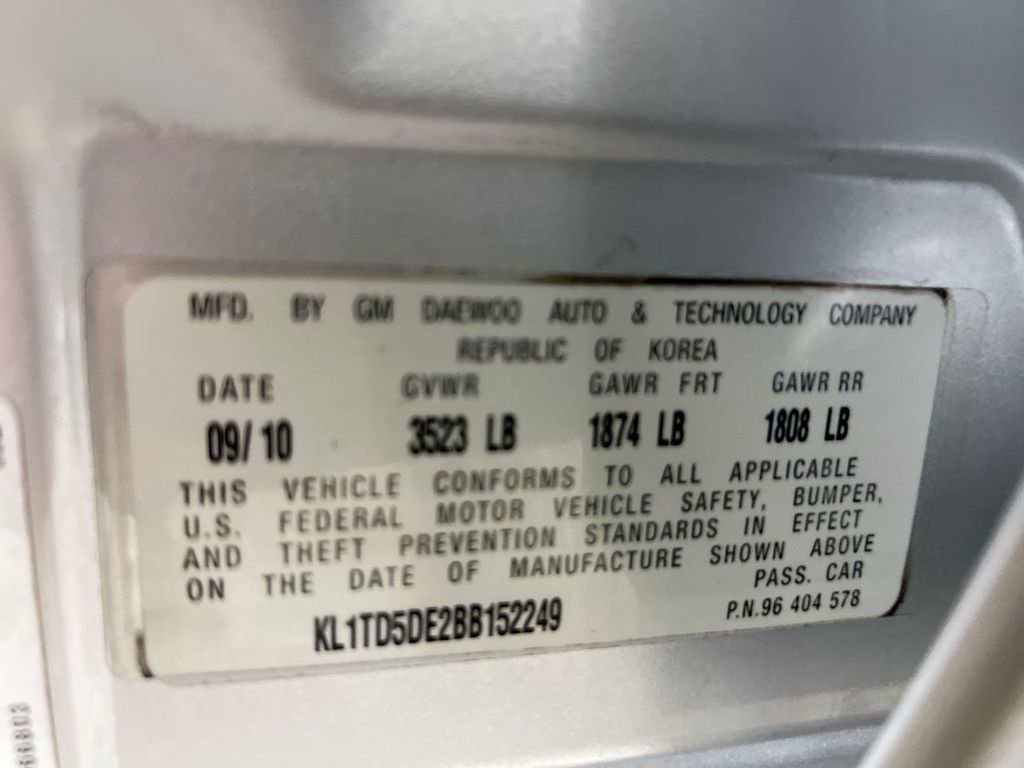 MFD. BY GM DAEWOO AUTO & TECHNOLOGY COMPANY
REPUBLIC OF KOREA
DATE GVWR GAWR FRT GAWR RR
09/ 10 3523 LB 1874 LB 1808 LB
THIS VEHICLE CONFORMS TO ALL APPLICABLE
U.S. FEDERAL MOTOR VEHICLE SAFETY, BUMPER,
AND THEFT PREVENTION STANDARDS IN EFFECT
ON THE DATE OF MANUFACTURE SHOWN ABOVE
PASS. CAR
KL1TD5DE2BB152249 P.N.96 404 578